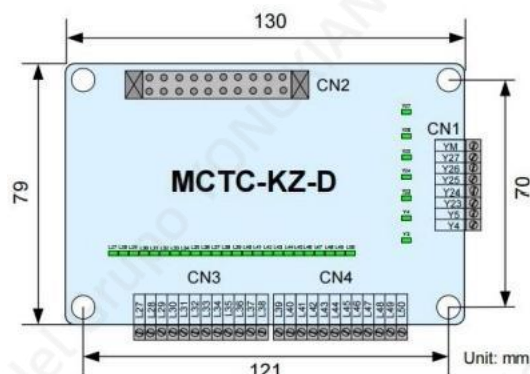 130
CN2
CN1
YM
Y27
Y26
Y25
Y24
Y23
Y5
Y4
79
MCTC-KZ-D
70
CN3
CN4
L27
L28
L29
L30
L31
L32
L33
L34
L35
L36
L37
L38
L39
L40
L41
L42
L43
L44
L45
L46
L47
L48
L49
L50
Unit: mm
121